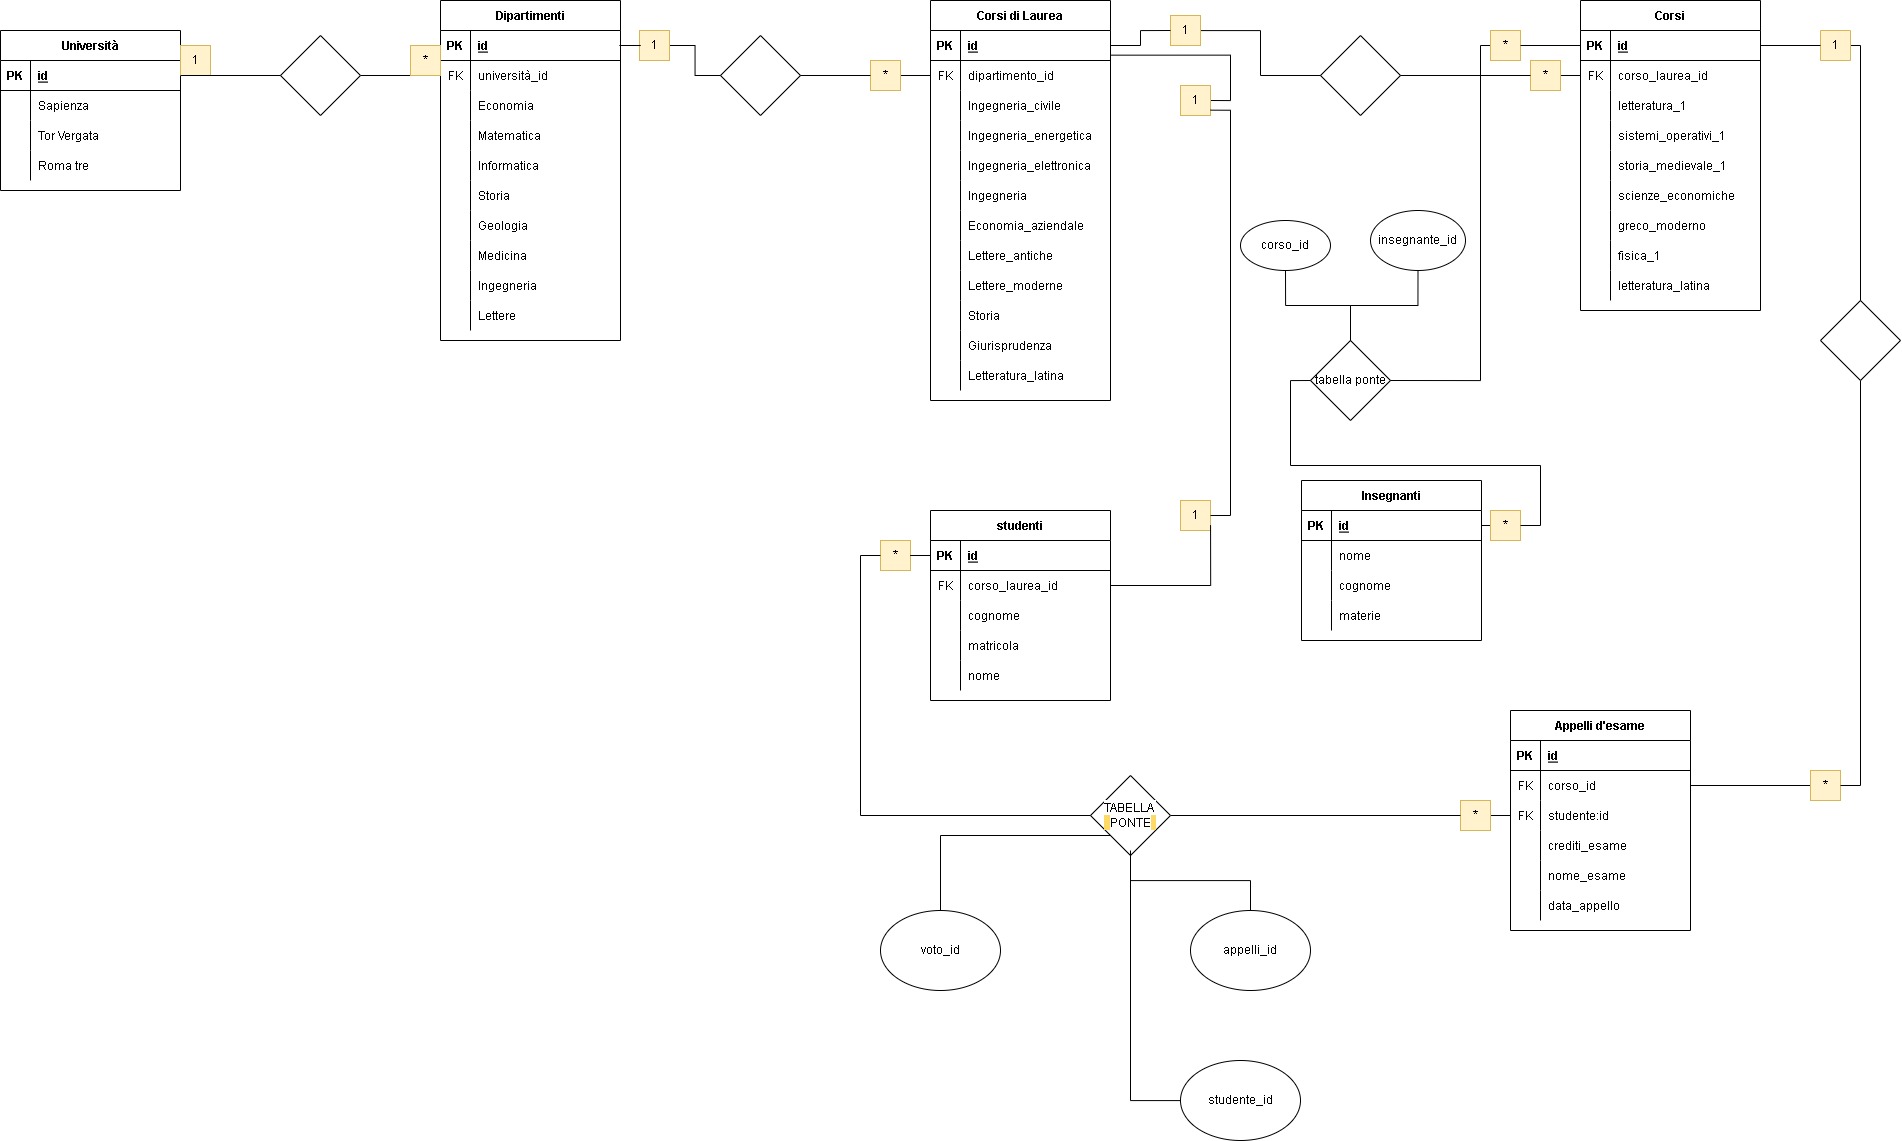 Università
PK id
Sapienza
Tor Vergata
Roma tre
1
*
Dipartimenti
PK id
FK università_id
Economia
Matematica
Informatica
Storia
Geologia
Medicina
Ingegneria
Lettere
1
*
Corsi di Laurea
PK id
FK dipartimento_id
Ingegneria_civile
Ingegneria_energetica
Ingegneria_elettronica
Ingegneria
Economia_aziendale
Lettere_antiche
Lettere_moderne
Storia
Giurisprudenza
Letteratura_latina
1
1
*
*
Corsi
PK id
FK corso_laurea_id
letteratura_1
sistemi_operativi_1
storia_medievale_1
scienze_economiche
greco_moderno
fisica_1
letteratura_latina
1
corso_id
insegnante_id
tabella ponte
Insegnanti
PK id
nome
cognome
materie
*
1
studenti
PK id
FK corso_laurea_id
cognome
matricola
nome
*
TABELLA
PONTE
*
Appelli d'esame
PK id
FK corso_id
FK studente:id
crediti_esame
nome_esame
data_appello
*
voto_id
appelli_id
studente_id